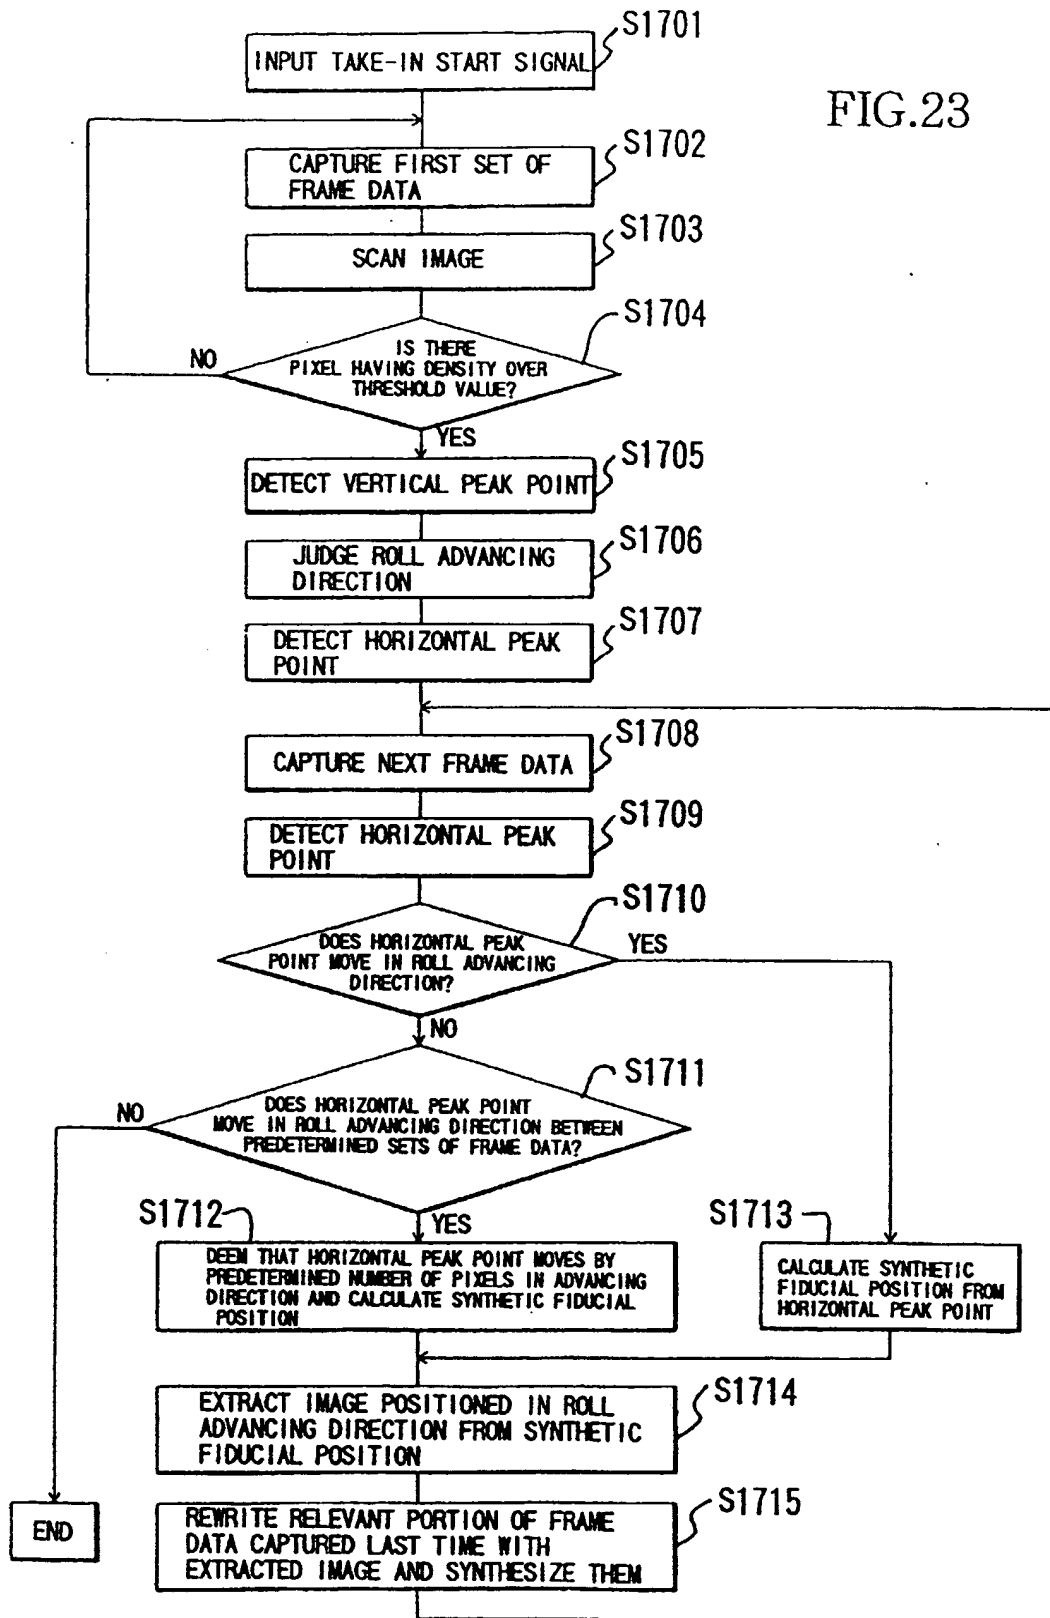 S1701
INPUT TAKE-IN START SIGNAL
FIG.23
S1702
CAPTURE FIRST SET OF
FRAME DATA
S1703
SCAN IMAGE
S1704
IS THERE
PIXEL HAVING DENSITY OVER
THRESHOLD VALUE?
NO
YES
S1705
DETECT VERTICAL PEAK POINT
S1706
JUDGE ROLL ADVANCING
DIRECTION
S1707
DETECT HORIZONTAL PEAK
POINT
S1708
CAPTURE NEXT FRAME DATA
S1709
DETECT HORIZONTAL PEAK
POINT
S1710
DOES HORIZONTAL PEAK
POINT MOVE IN ROLL ADVANCING
DIRECTION?
YES
NO
S1711
DOES HORIZONTAL PEAK POINT
MOVE IN ROLL ADVANCING DIRECTION BETWEEN
PREDETERMINED SETS OF FRAME DATA?
NO
YES
S1712
DEEM THAT HORIZONTAL PEAK POINT MOVES BY
PREDETERMINED NUMBER OF PIXELS IN ADVANCING
DIRECTION AND CALCULATE SYNTHETIC FIDUCIAL
POSITION
S1713
CALCULATE SYNTHETIC
FIDUCIAL POSITION FROM
HORIZONTAL PEAK POINT
S1714
EXTRACT IMAGE POSITIONED IN ROLL
ADVANCING DIRECTION FROM SYNTHETIC
FIDUCIAL POSITION
S1715
REWRITE RELEVANT PORTION OF FRAME
DATA CAPTURED LAST TIME WITH
EXTRACTED IMAGE AND SYNTHESIZE THEM
END